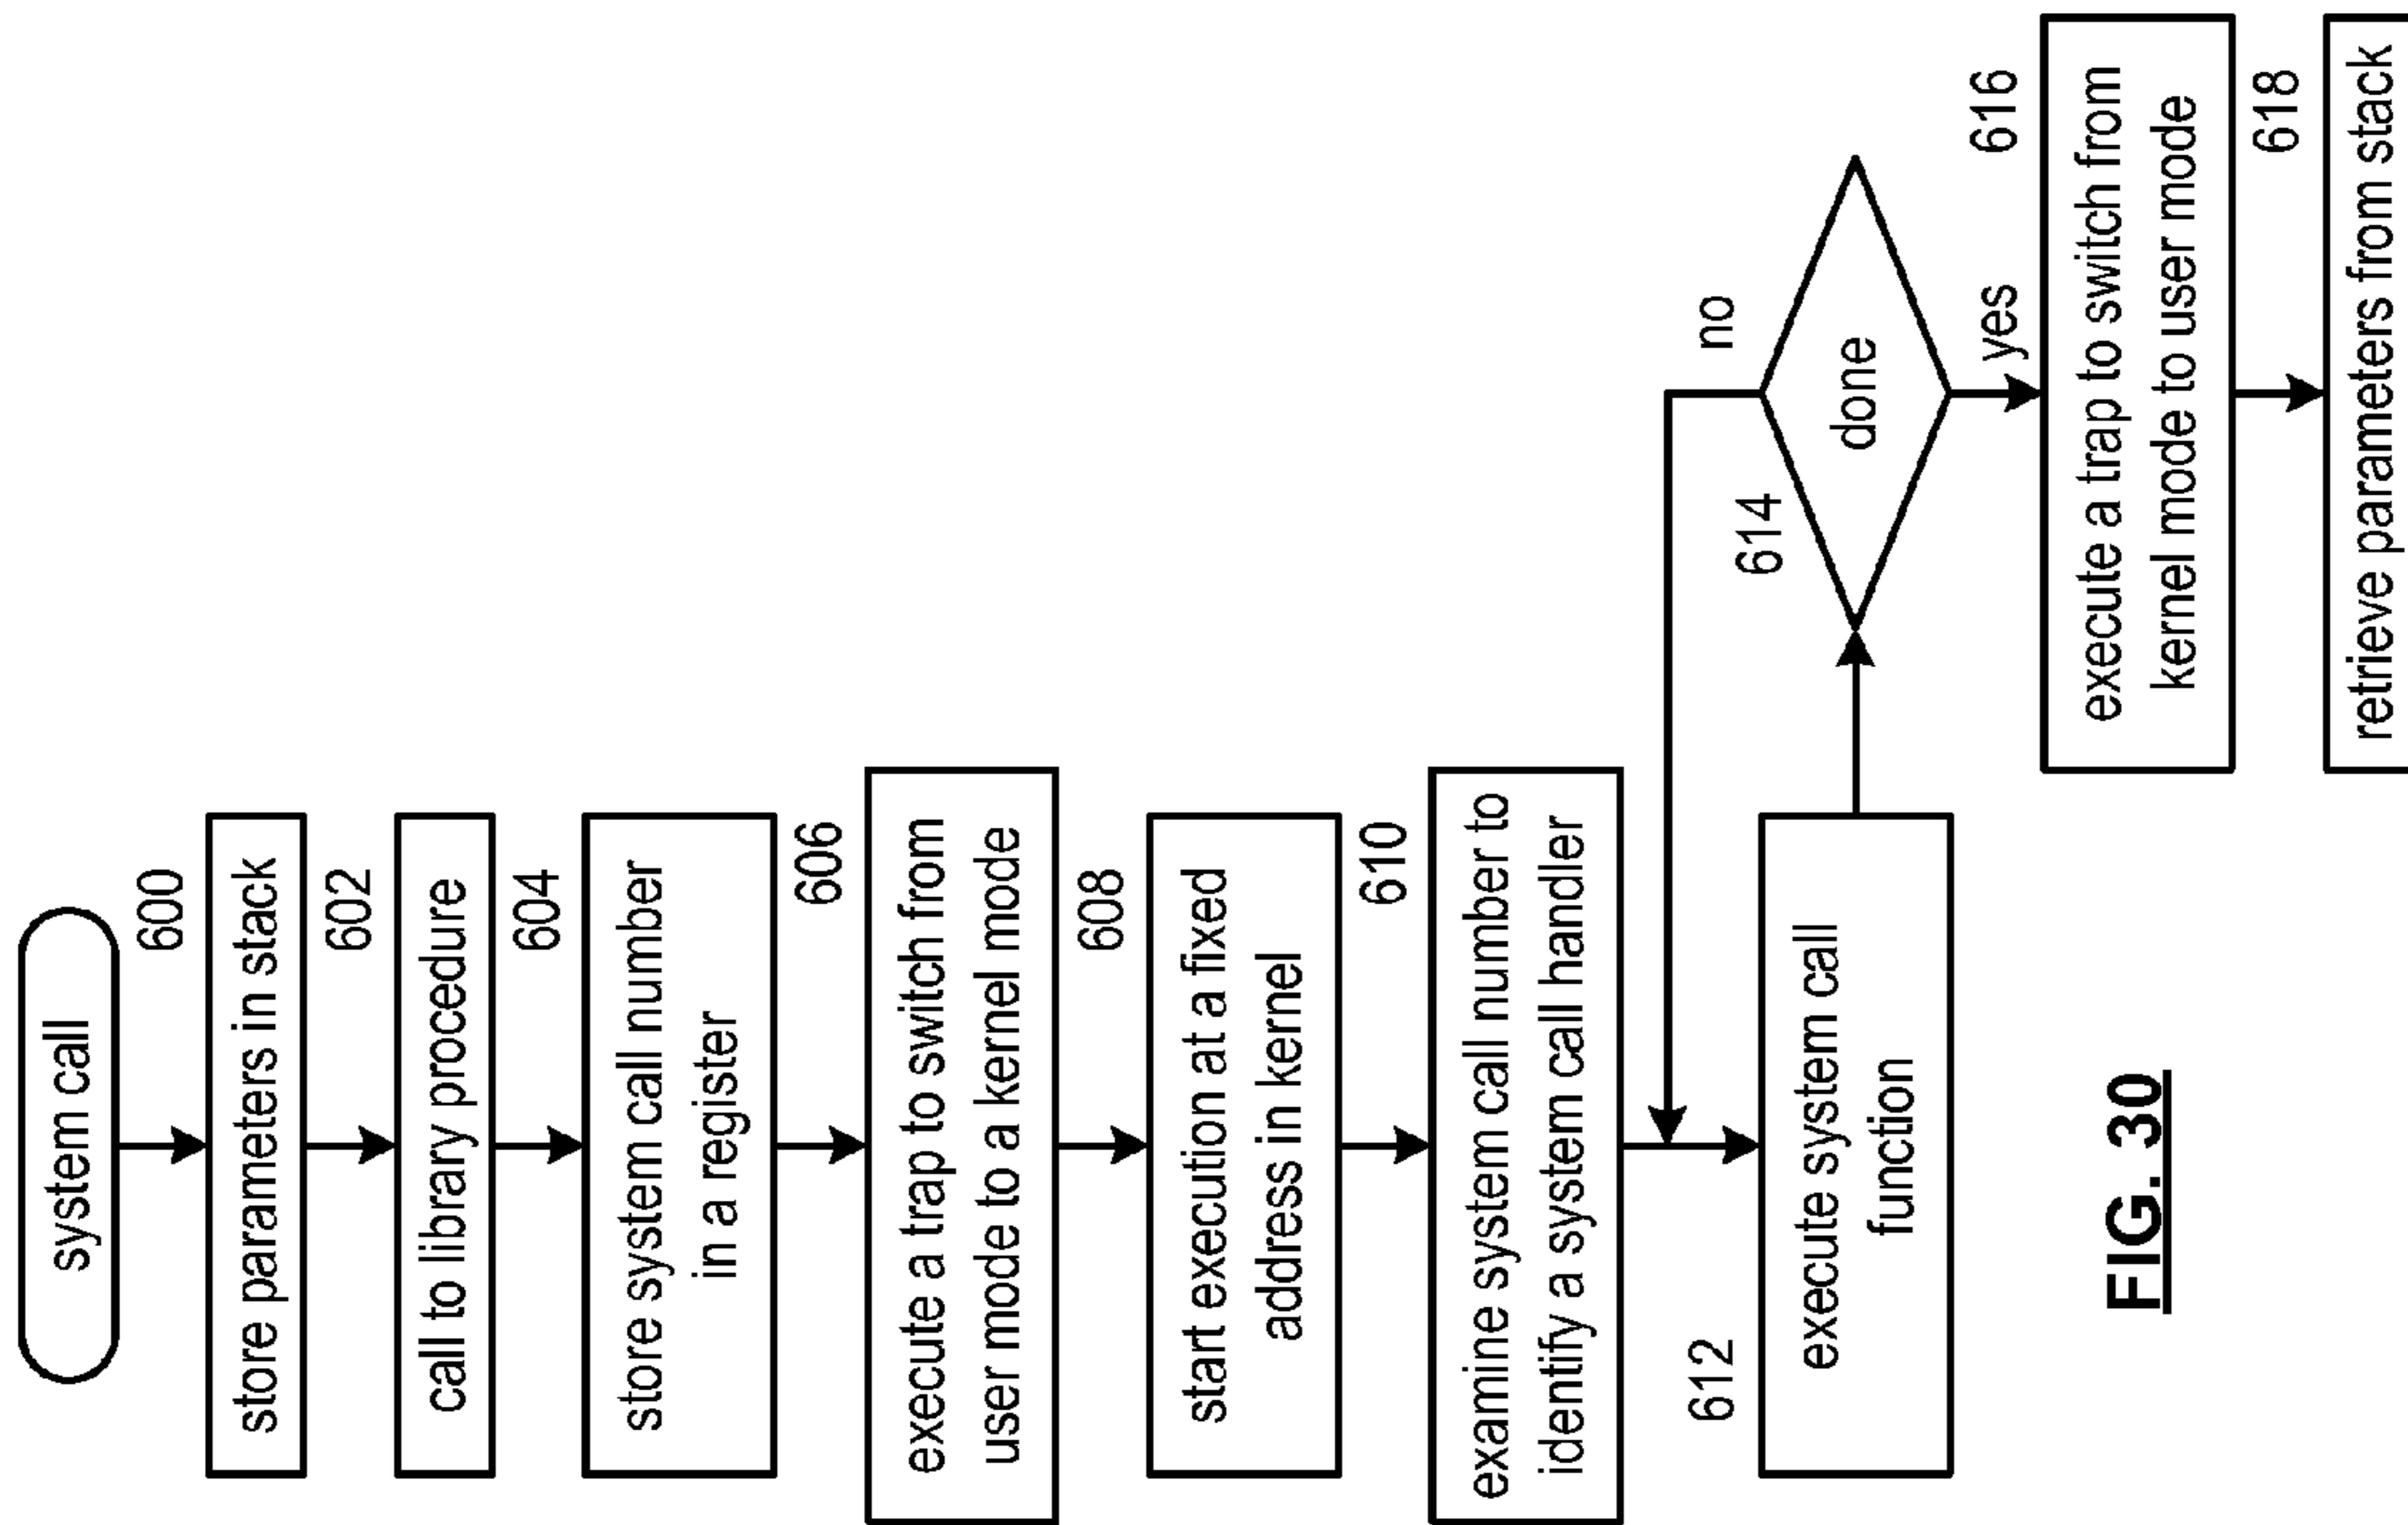 system call
600
store parameters in stack
602
call to library procedure
604
store system call number
in a register
606
execute a trap to switch from
user mode to a kernel mode
608
start execution at a fixed
address in kernel
610
examine system call number to
identify a system call handler
612
execute system call
function
614
done
no
yes
616
execute a trap to switch from
kernel mode to user mode
618
retrieve parameters from stack
FIG. 30